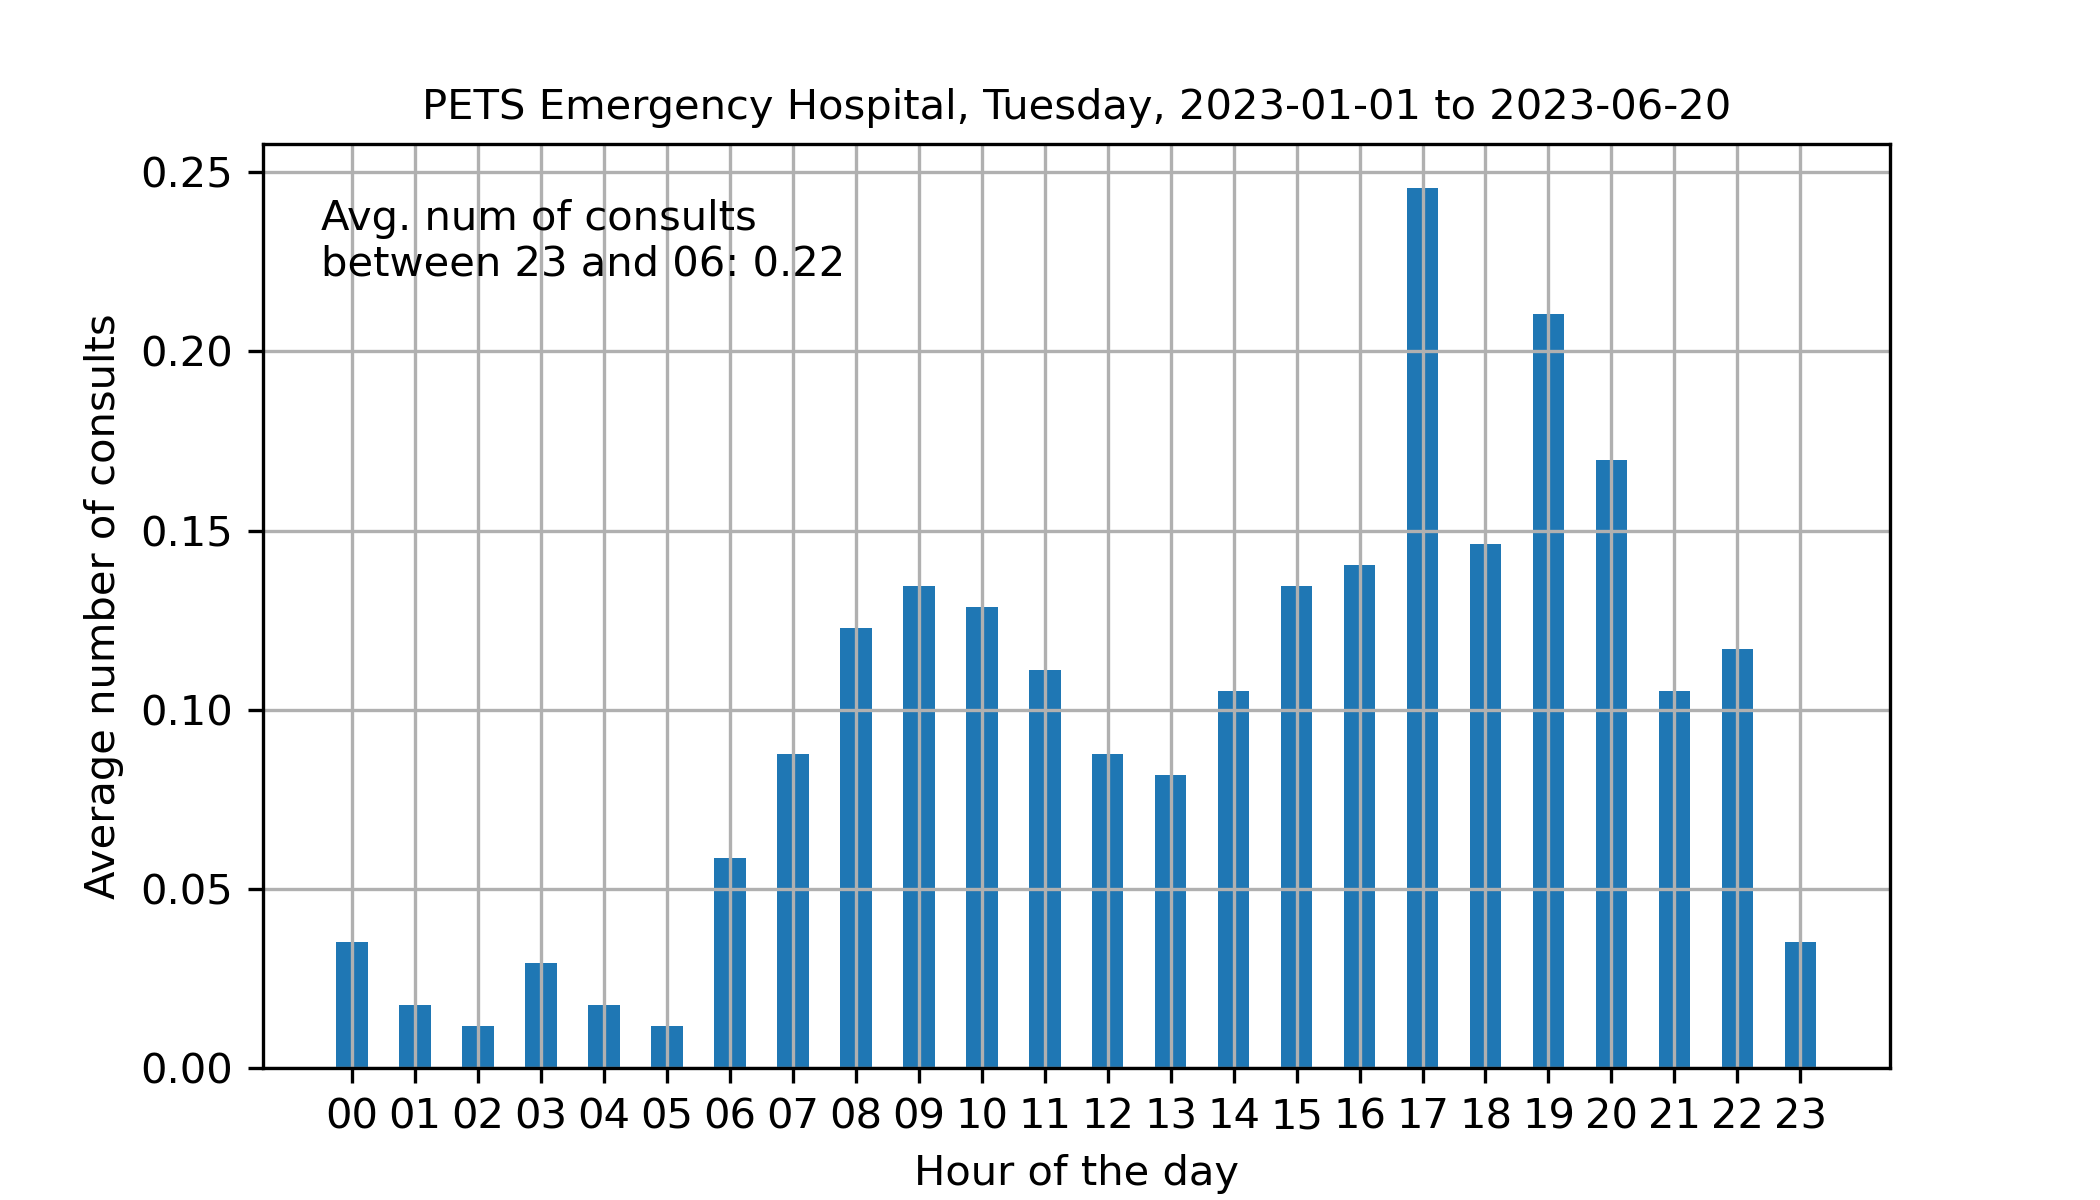 PETS Emergency Hospital, Tuesday, 2023-01-01 to 2023-06-20
Avg. num of consults
between 23 and 06: 0.22
Average number of consults
0.25
0.20
0.15
0.10
0.05
0.00
00 01 02 03 04 05 06 07 08 09 10 11 12 13 14 15 16 17 18 19 20 21 22 23
Hour of the day